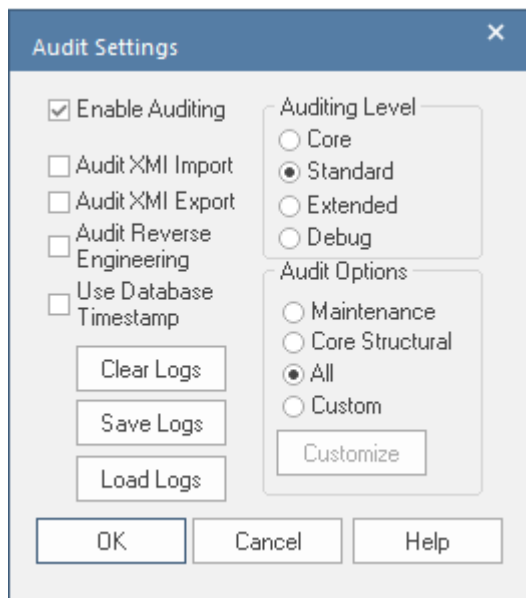 Audit Settings
Enable Auditing
Audit XMI Import
Audit XMI Export
Audit Reverse
Engineering
Use Database
Timestamp
Clear Logs
Save Logs
Load Logs
Auditing Level
Core
Standard
Extended
Debug
Audit Options
Maintenance
Core Structural
All
Custom
Customize
OK
Cancel
Help